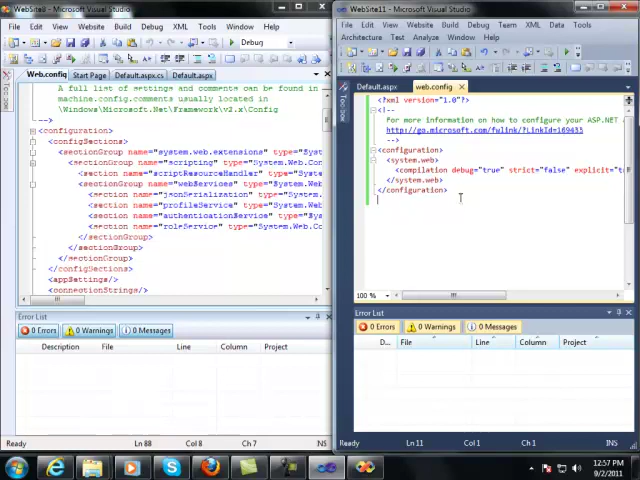 WebSite8 - Microsoft Visual Studio
File Edit View Website Build Debug
Tools Window Help
Debug
Web.config Start Page Default.aspx.cs Default.aspx
A full list of settings and comments can be found in
machine.config.comments usually located in
\Windows\Microsoft.Net\Framework\v2.x\Config
-->
<configuration>
<configSections>
<sectionGroup name="system.web.extensions" type="Syst
<sectionGroup name="scripting" type="System.Web.Co
<section name="scriptResourceHandler" type="Syst
<sectionGroup name="webServices" type="System.We
<section name="jsonSerialization" type="System
<section name="profileService" type="System.We
<section name="authenticationService" type="Sy
<section name="roleService" type="System.Web.C
</sectionGroup>
</sectionGroup>
</sectionGroup>
</configSections>
<appSettings/>
<connectionStrings/>
Error List
0 Errors 0 Warnings 0 Messages
Description File Line Column Project
Ready Ln 88 Col 8 Ch 7 INS
WebSite11 - Microsoft Visual Studio
File Edit View Website Build Debug Team XML Data Tools
Architecture Test Analyze Window Help
Toolbox
Default.aspx web.config
<?xml version="1.0"?>
<!--
For more information on how to configure your ASP.NET
http://go.microsoft.com/fwlink/?LinkId=169433
-->
<configuration>
<system.web>
<compilation debug="true" strict="false" explicit="t
</system.web>
</configuration>
100 %
Error List
0 Errors 0 Warnings 0 Messages
D... File Line Column Project
Ready Ln 11 Col 1 Ch 1 INS
12:57 PM
9/2/2011